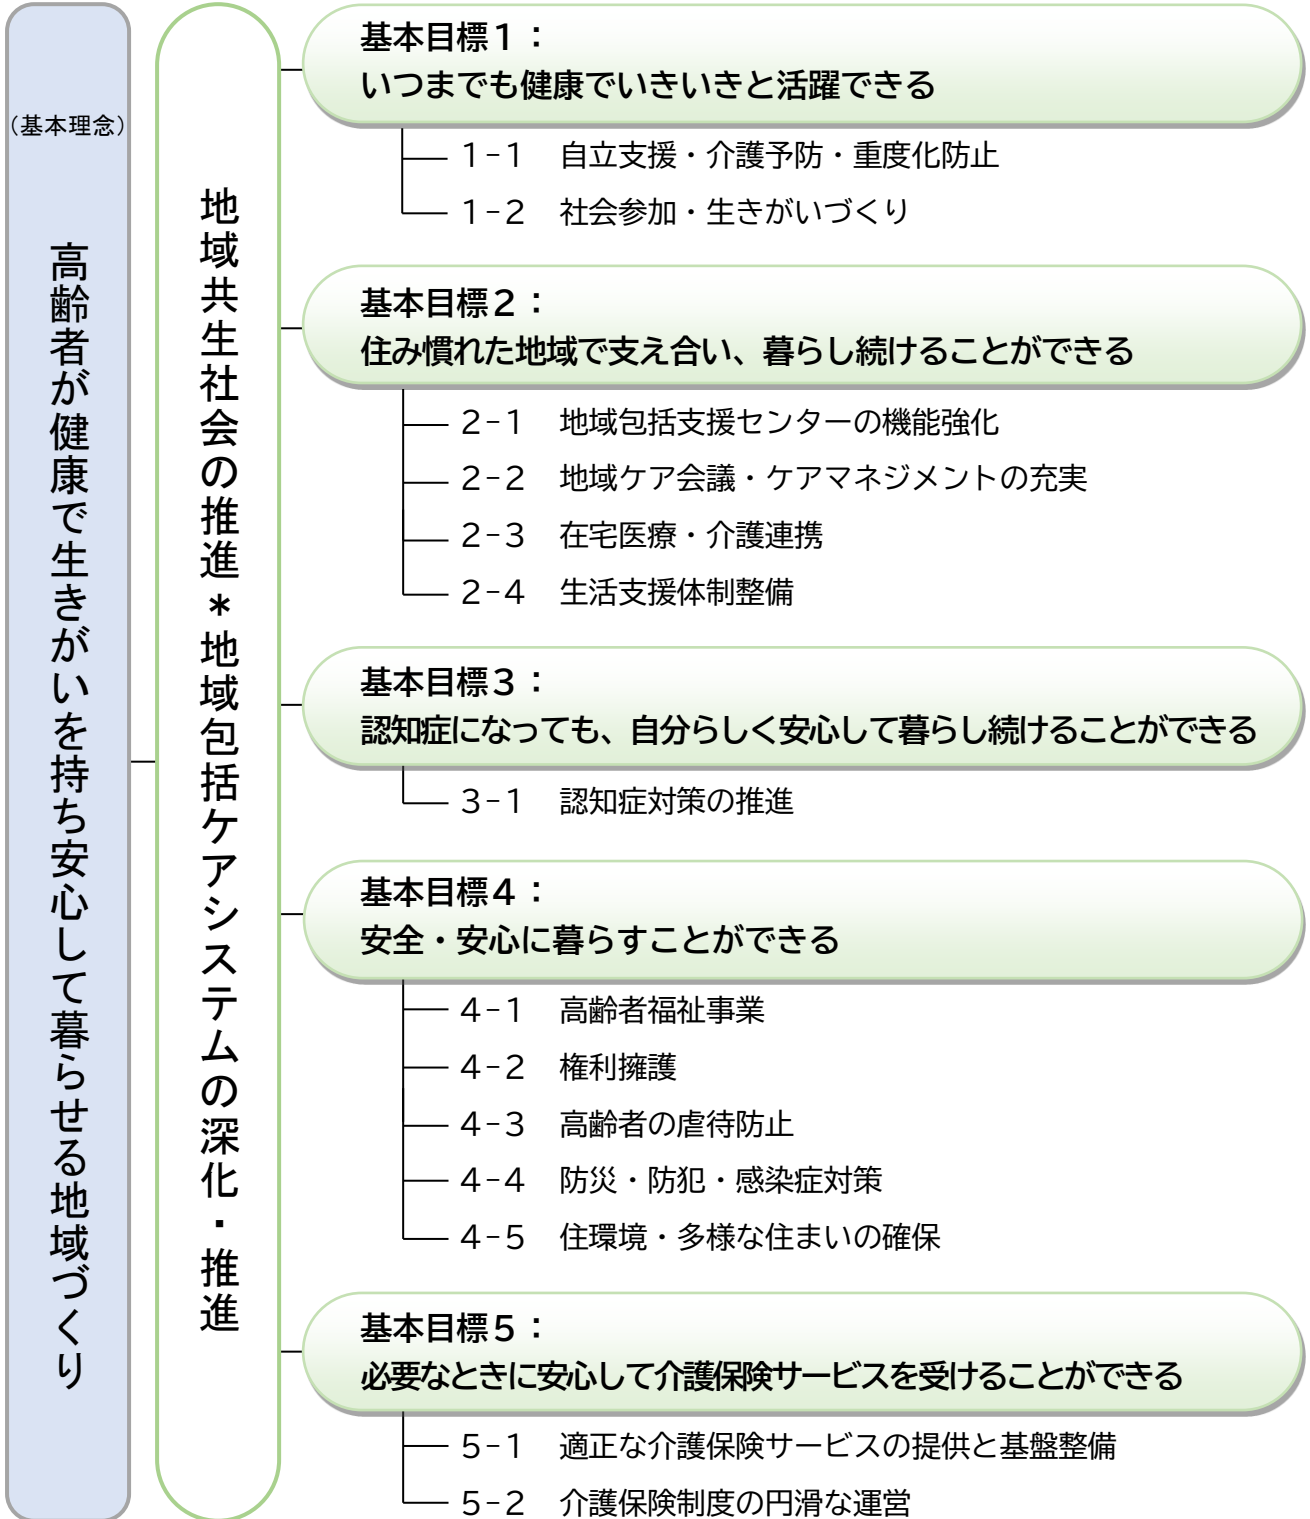 (基本理念)
高齢者が健康で生きがいを持ち安心して暮らせる地域づくり
地域共生社会の推進＊地域包括ケアシステムの深化・推進
基本目標1：
いつまでも健康でいきいきと活躍できる
1-1 自立支援・介護予防・重度化防止
1-2 社会参加・生きがいづくり
基本目標2：
住み慣れた地域で支え合い、暮らし続けることができる
2-1 地域包括支援センターの機能強化
2-2 地域ケア会議・ケアマネジメントの充実
2-3 在宅医療・介護連携
2-4 生活支援体制整備
基本目標3：
認知症になっても、自分らしく安心して暮らし続けることができる
3-1 認知症対策の推進
基本目標4：
安全・安心に暮らすことができる
4-1 高齢者福祉事業
4-2 権利擁護
4-3 高齢者の虐待防止
4-4 防災・防犯・感染症対策
4-5 住環境・多様な住まいの確保
基本目標5：
必要なときに安心して介護保険サービスを受けることができる
5-1 適正な介護保険サービスの提供と基盤整備
5-2 介護保険制度の円滑な運営